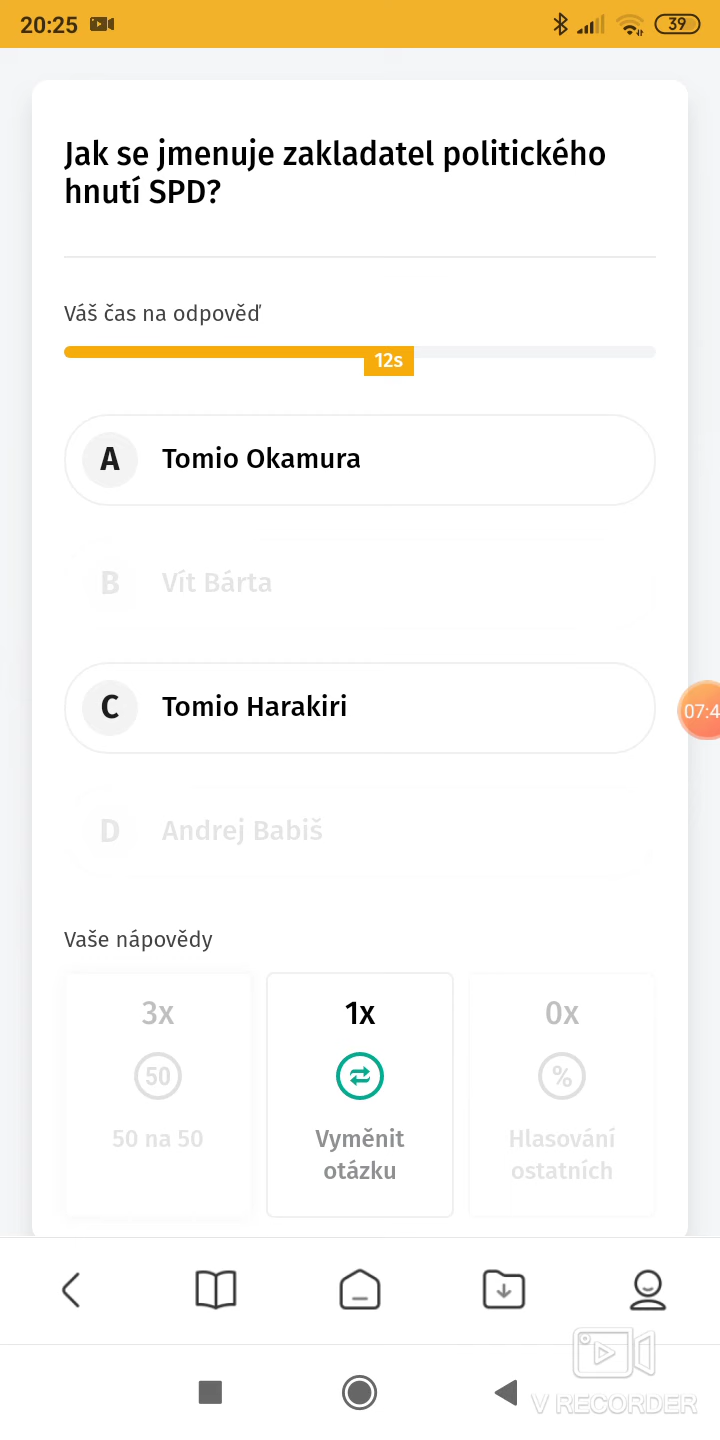 20:25
39
Jak se jmenuje zakladatel politického
hnutí SPD?
Váš čas na odpověď
12s
A Tomio Okamura
B Vít Bárta
C Tomio Harakiri
07:4
D Andrej Babiš
Vaše nápovědy
3x 1x 0x
50 %
50 na 50 Vyměnit Hlasování
otázku ostatních
V RECORDER